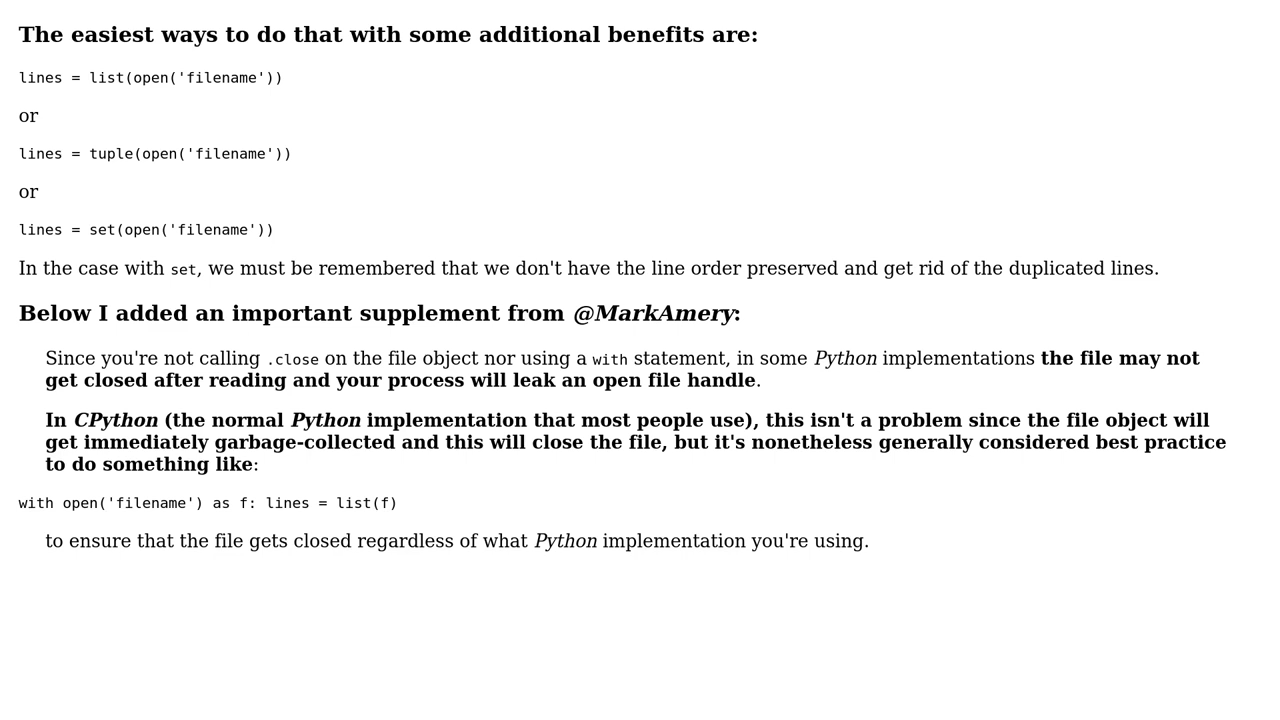 The easiest ways to do that with some additional benefits are:
lines = list(open('filename'))
or
lines = tuple(open('filename'))
or
lines = set(open('filename'))
In the case with set, we must be remembered that we don't have the line order preserved and get rid of the duplicated lines.
Below I added an important supplement from @MarkAmery:
Since you're not calling .close on the file object nor using a with statement, in some Python implementations the file may not
get closed after reading and your process will leak an open file handle.
In CPython (the normal Python implementation that most people use), this isn't a problem since the file object will
get immediately garbage-collected and this will close the file, but it's nonetheless generally considered best practice
to do something like:
with open('filename') as f: lines = list(f)
to ensure that the file gets closed regardless of what Python implementation you're using.